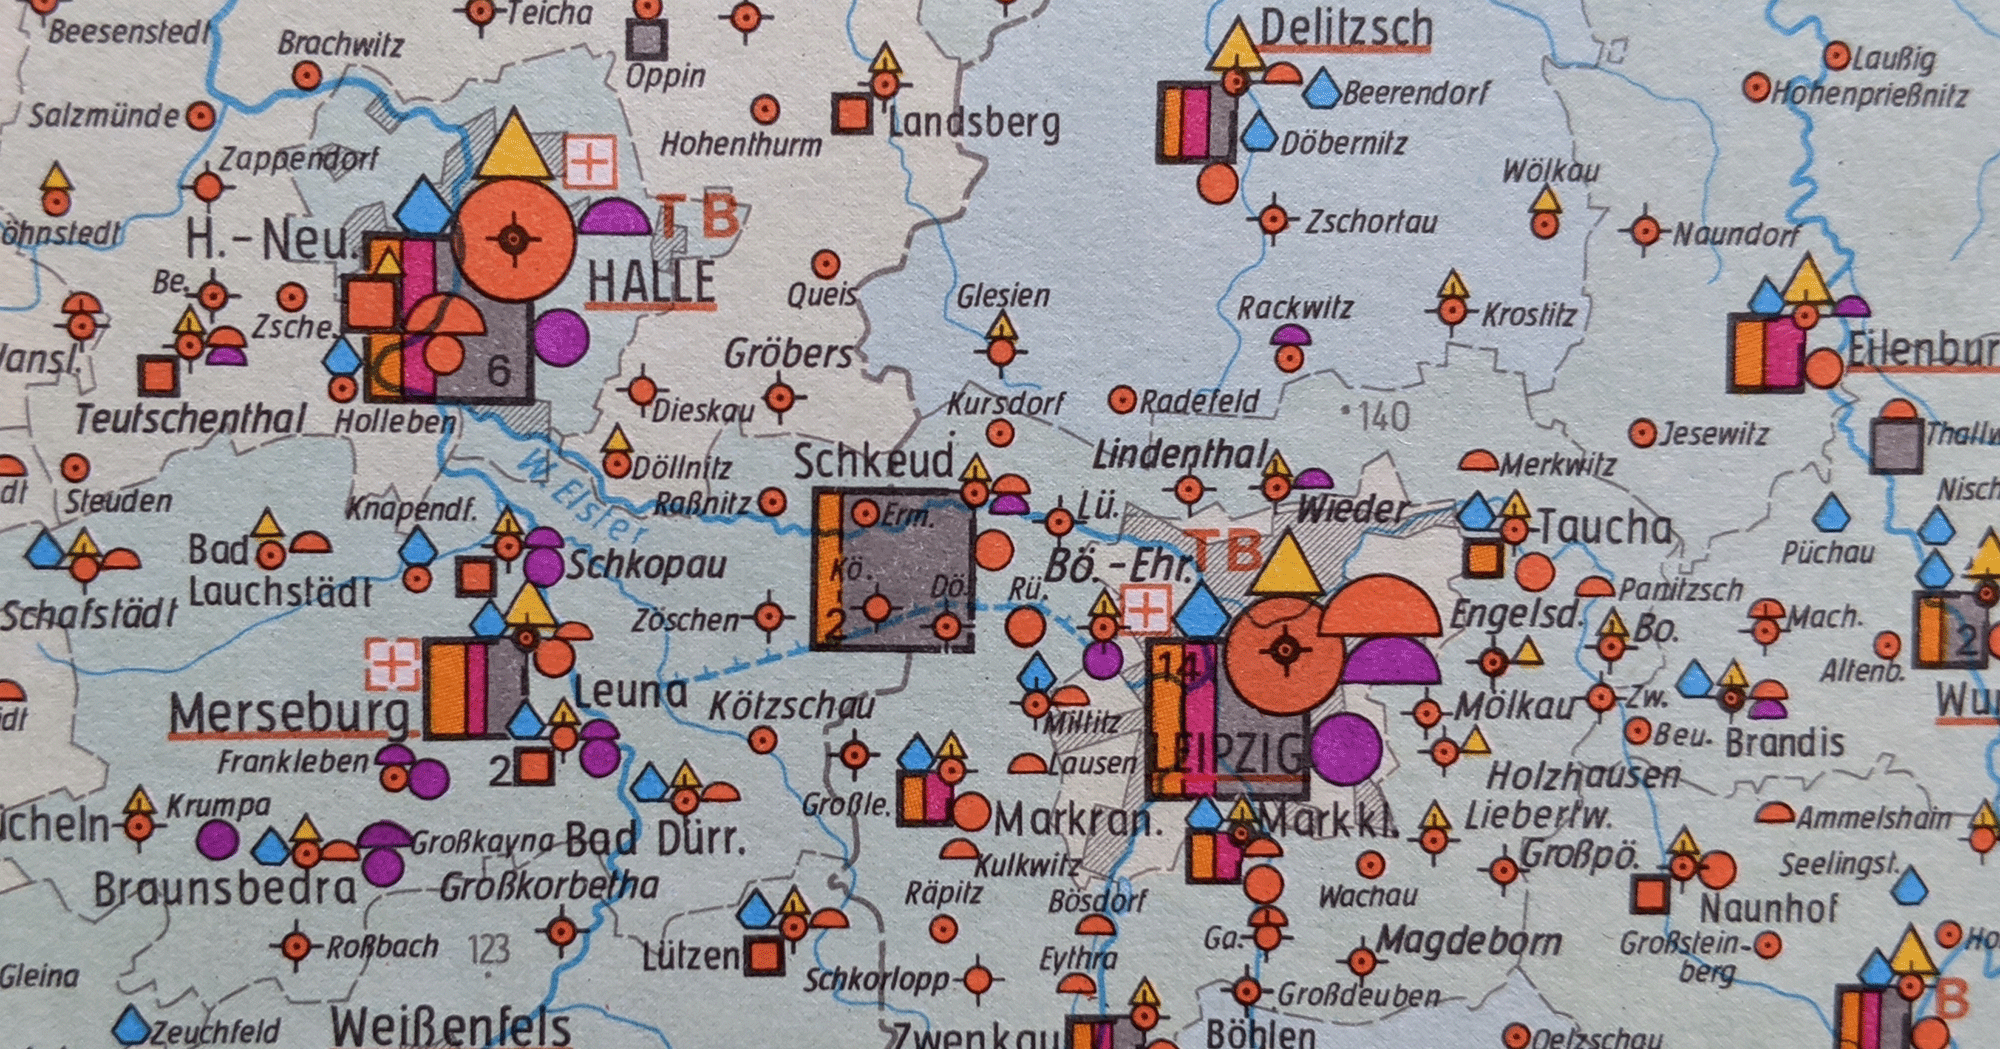 Beesenstedt
Teicha
Brachwitz
Oppin
Delitzsch
Laußig
Hohenprießnitz
Salzmünde
Landsberg
Beerendorf
Hohenthurm
Döbernitz
Zappendorf
Wölkau
T B
öhnstedt
H.-Neu.
Zschortau
Naundorf
Be.
HALLE
Queis
Glesien
Rackwitz
Krostitz
Zsche.
ansl.
6
Gröbers
Eilenbur
Teutschenthal
Holleben
Dieskau
Kursdorf
Radefeld
140
Jesewitz
Thallw
Schkeud.
Lindenthal
Merkwitz
Döllnitz
dt
Steuden
Raßnitz
Nisch
W. Elster
Knapendf.
Erm.
Lü.
Wieder
Taucha
Bad
Lauchstädt
Schkopau
TB
Püchau
Kö.
Dö.
Bö.-Ehr.
Rü.
Panitzsch
Schafstädt
Zöschen
2
Engelsd.
Bo.
Mach.
2
Altenb.
14
Merseburg
Leuna
Kötzschau
Miltitz
Mölkau
Zw.
Wu
dt
Frankleben
2
Lausen
LEIPZIG
Beu.
Brandis
Holzhausen
icheln
Krumpa
Großle.
Markran.
Markkl.
Liebertw.
Ammelshain
Großkayna
Bad Dürr.
Kulkwitz
Großpö.
Seelingst.
Braunsbedra
Großkorbetha
Räpitz
Bösdorf
Wachau
Naunhof
Roßbach
123
Lützen
Ga.
Magdeborn
Großstein-
berg
Ho
Gleina
Schkorlopp
Eythra
Großdeuben
B
Zeuchfeld
Weißenfels
Zwenkau
Böhlen
Oelzschau